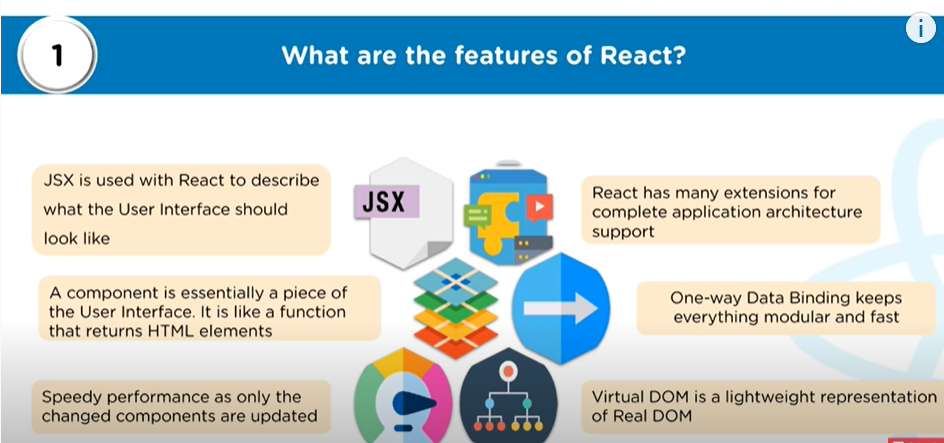 1
What are the features of React?
i
JSX is used with React to describe
what the User Interface should
look like
JSX
React has many extensions for
complete application architecture
support
A component is essentially a piece of
the User Interface. It is like a function
that returns HTML elements
One-way Data Binding keeps
everything modular and fast
Speedy performance as only the
changed components are updated
Virtual DOM is a lightweight representation
of Real DOM